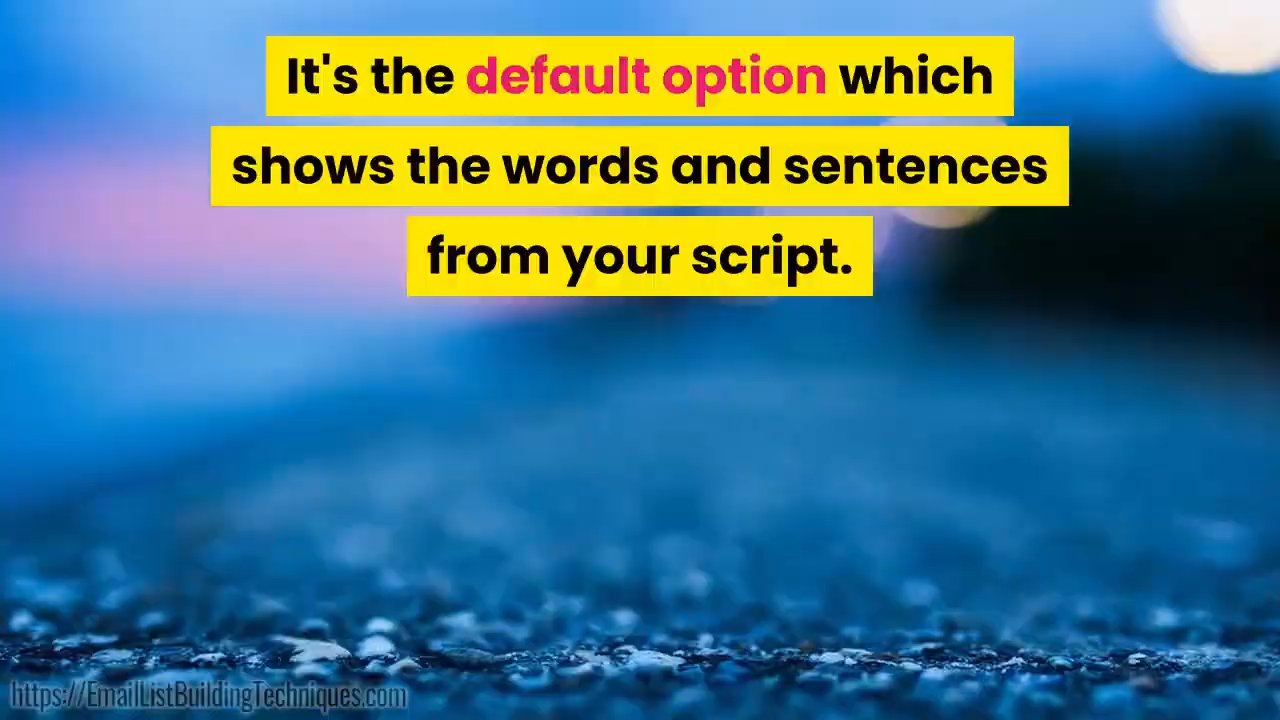 It's the default option which
shows the words and sentences
from your script.
https://EmailListBuildingTechniques.com